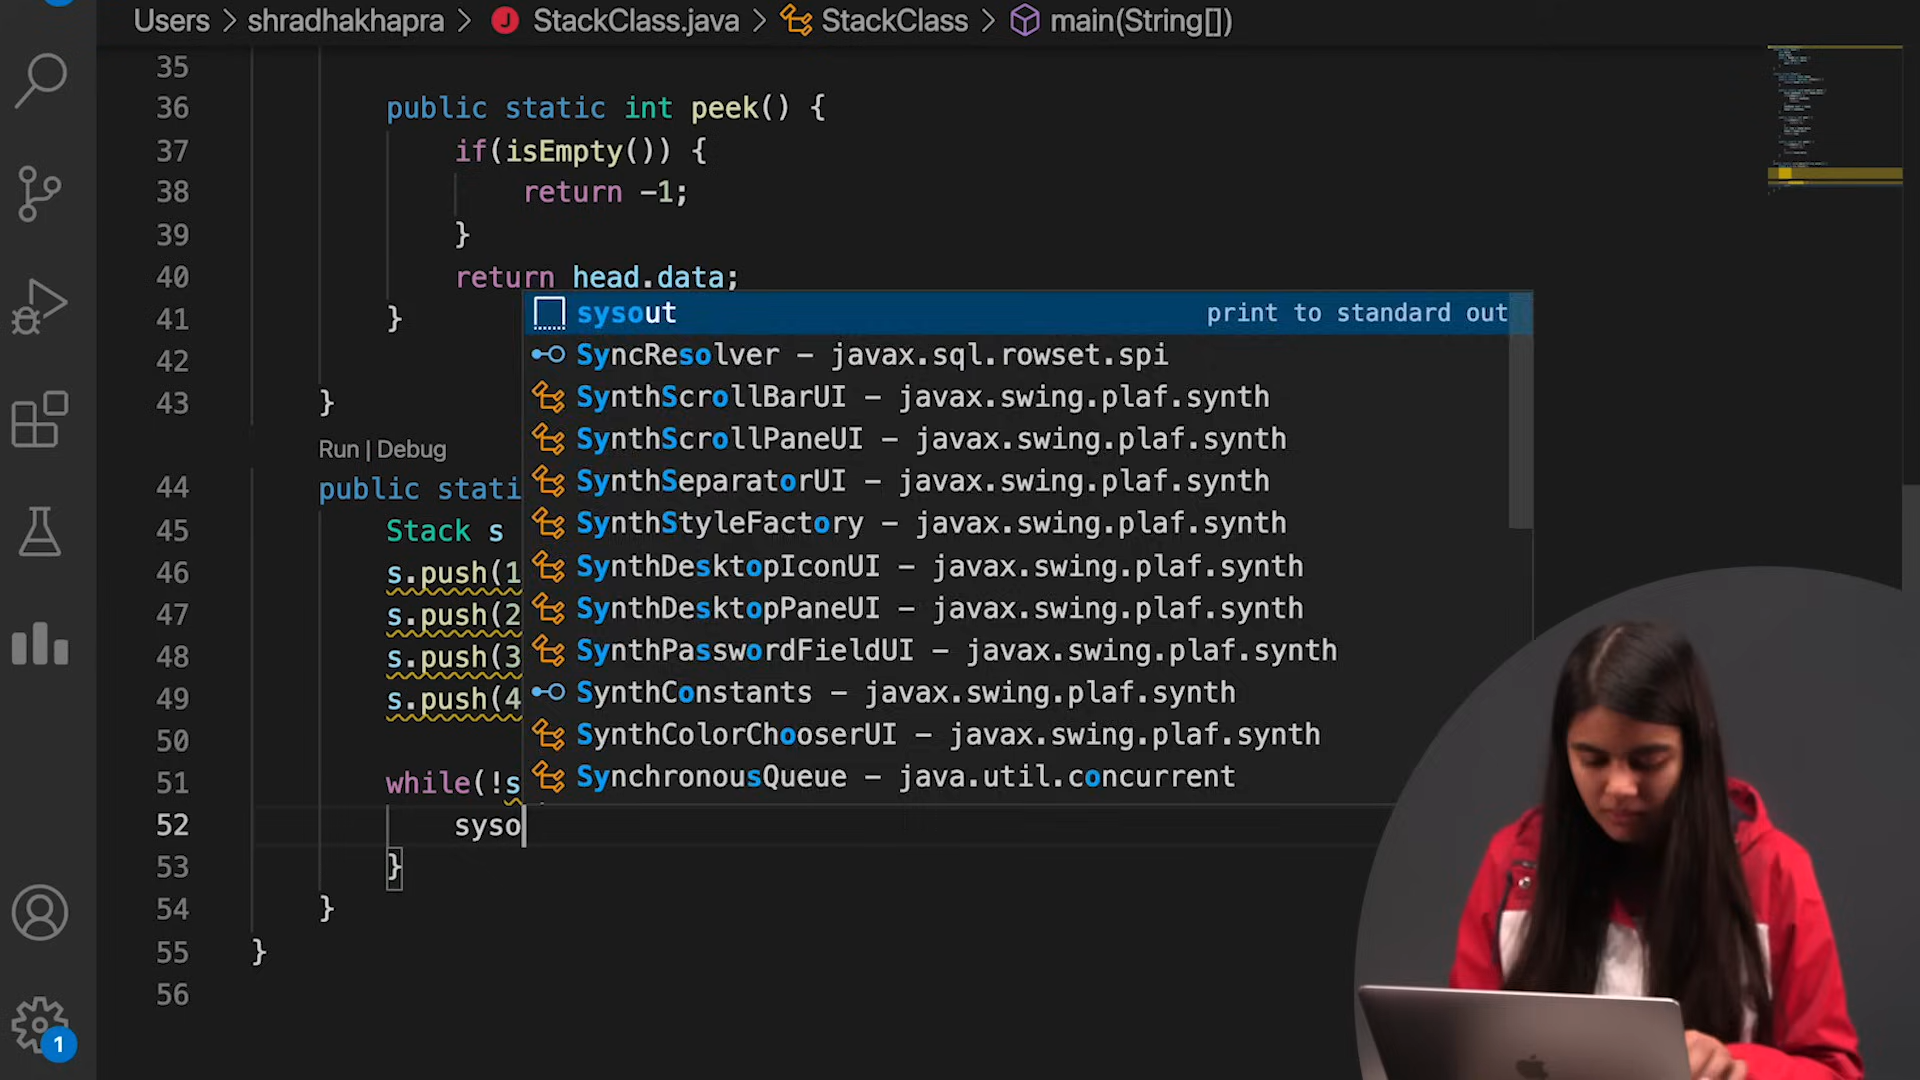 Users > shradhakhapra > StackClass.java > StackClass > main(String[])
35
36 public static int peek() {
37 if(isEmpty()) {
38 return -1;
39 }
40 return head.data;
41 }
42
43 }
Run | Debug
44 public stati
45 Stack s
46 s.push(1
47 s.push(2
48 s.push(3
49 s.push(4
50
51 while(!s
52 syso
53 }
54 }
55 }
56
sysout print to standard out
SyncResolver – javax.sql.rowset.spi
SynthScrollBarUI – javax.swing.plaf.synth
SynthScrollPaneUI – javax.swing.plaf.synth
SynthSeparatorUI – javax.swing.plaf.synth
SynthStyleFactory – javax.swing.plaf.synth
SynthDesktopIconUI – javax.swing.plaf.synth
SynthDesktopPaneUI – javax.swing.plaf.synth
SynthPasswordFieldUI – javax.swing.plaf.synth
SynthConstants – javax.swing.plaf.synth
SynthColorChooserUI – javax.swing.plaf.synth
SynchronousQueue – java.util.concurrent
1